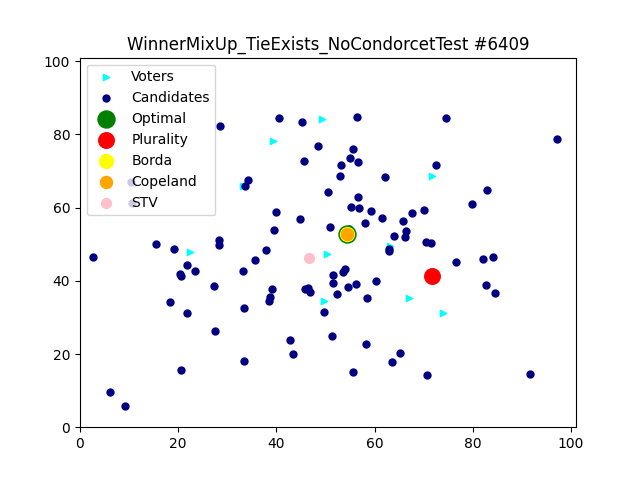 WinnerMixUp_TieExists_NoCondorcetTest #6409
Voters
Candidates
Optimal
Plurality
Borda
Copeland
STV
100
80
60
40
20
0
0 20 40 60 80 100